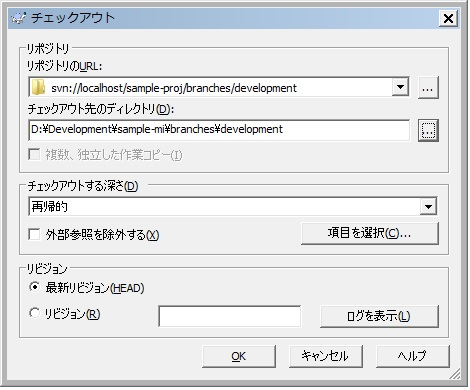 チェックアウト
リポジトリ
リポジトリのURL:
svn://localhost/sample-proj/branches/development
...
チェックアウト先のディレクトリ(D):
D:¥Development¥sample-mi¥branches¥development
...
複数、独立した作業コピー(I)
チェックアウトする深さ(D)
再帰的
外部参照を除外する(X)
項目を選択(C)...
リビジョン
最新リビジョン(HEAD)
リビジョン(R)
ログを表示(L)
OK
キャンセル
ヘルプ